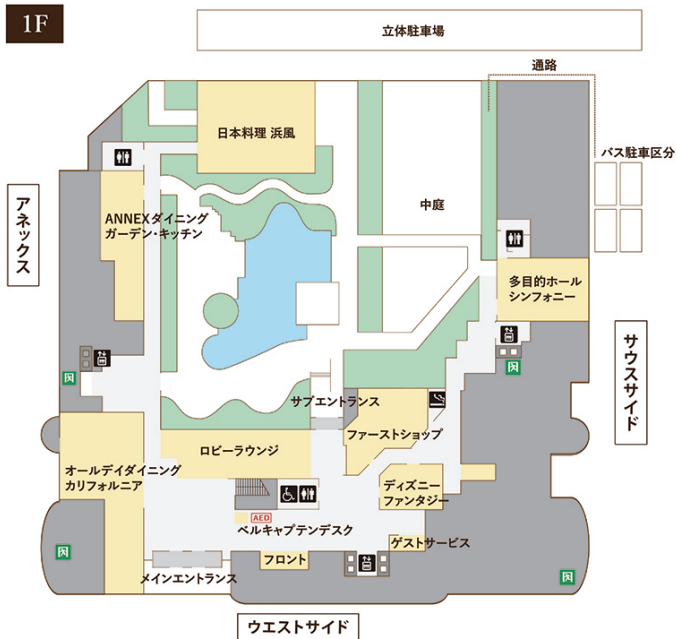 1F
立体駐車場
通路
日本料理 浜風
バス駐車区分
アネックス
ANNEXダイニング
ガーデン・キッチン
中庭
多目的ホール
シンフォニー
サウスサイド
サブエントランス
ファーストショップ
ロビーラウンジ
オールデイダイニング
カリフォルニア
ディズニー
ファンタジー
AED
ベルキャプテンデスク
ゲストサービス
フロント
メインエントランス
ウエストサイド